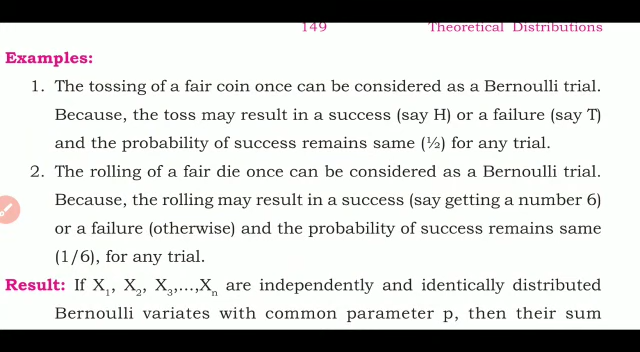 149 Theoretical Distributions
Examples:
1. The tossing of a fair coin once can be considered as a Bernoulli trial.
Because, the toss may result in a success (say H) or a failure (say T)
and the probability of success remains same (½) for any trial.
2. The rolling of a fair die once can be considered as a Bernoulli trial.
Because, the rolling may result in a success (say getting a number 6)
or a failure (otherwise) and the probability of success remains same
(1/6), for any trial.
Result: If X₁, X₂, X₃,...,Xₙ are independently and identically distributed
Bernoulli variates with common parameter p, then their sum